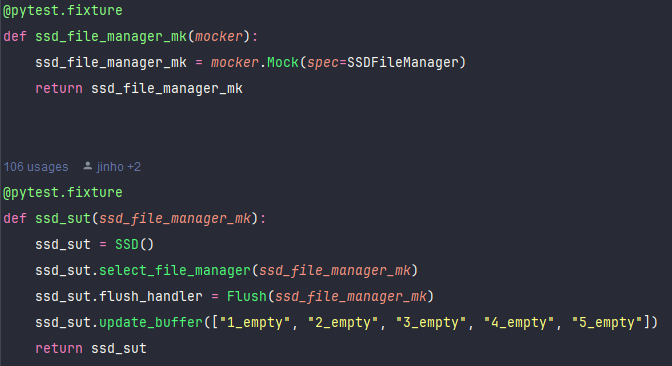 @pytest.fixture
def ssd_file_manager_mk(mocker):
    ssd_file_manager_mk = mocker.Mock(spec=SSDFileManager)
    return ssd_file_manager_mk
106 usages jinho +2
@pytest.fixture
def ssd_sut(ssd_file_manager_mk):
    ssd_sut = SSD()
    ssd_sut.select_file_manager(ssd_file_manager_mk)
    ssd_sut.flush_handler = Flush(ssd_file_manager_mk)
    ssd_sut.update_buffer(["1_empty", "2_empty", "3_empty", "4_empty", "5_empty"])
    return ssd_sut